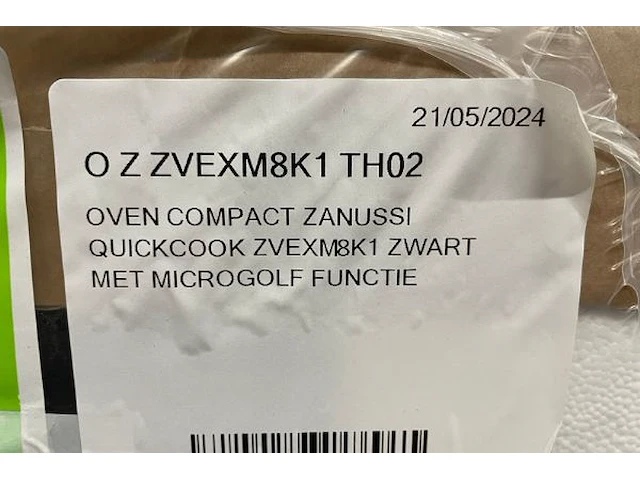 21/05/2024
O Z ZVEXM8K1 TH02
OVEN COMPACT ZANUSSI
QUICKCOOK ZVEXM8K1 ZWART
MET MICROGOLF FUNCTIE